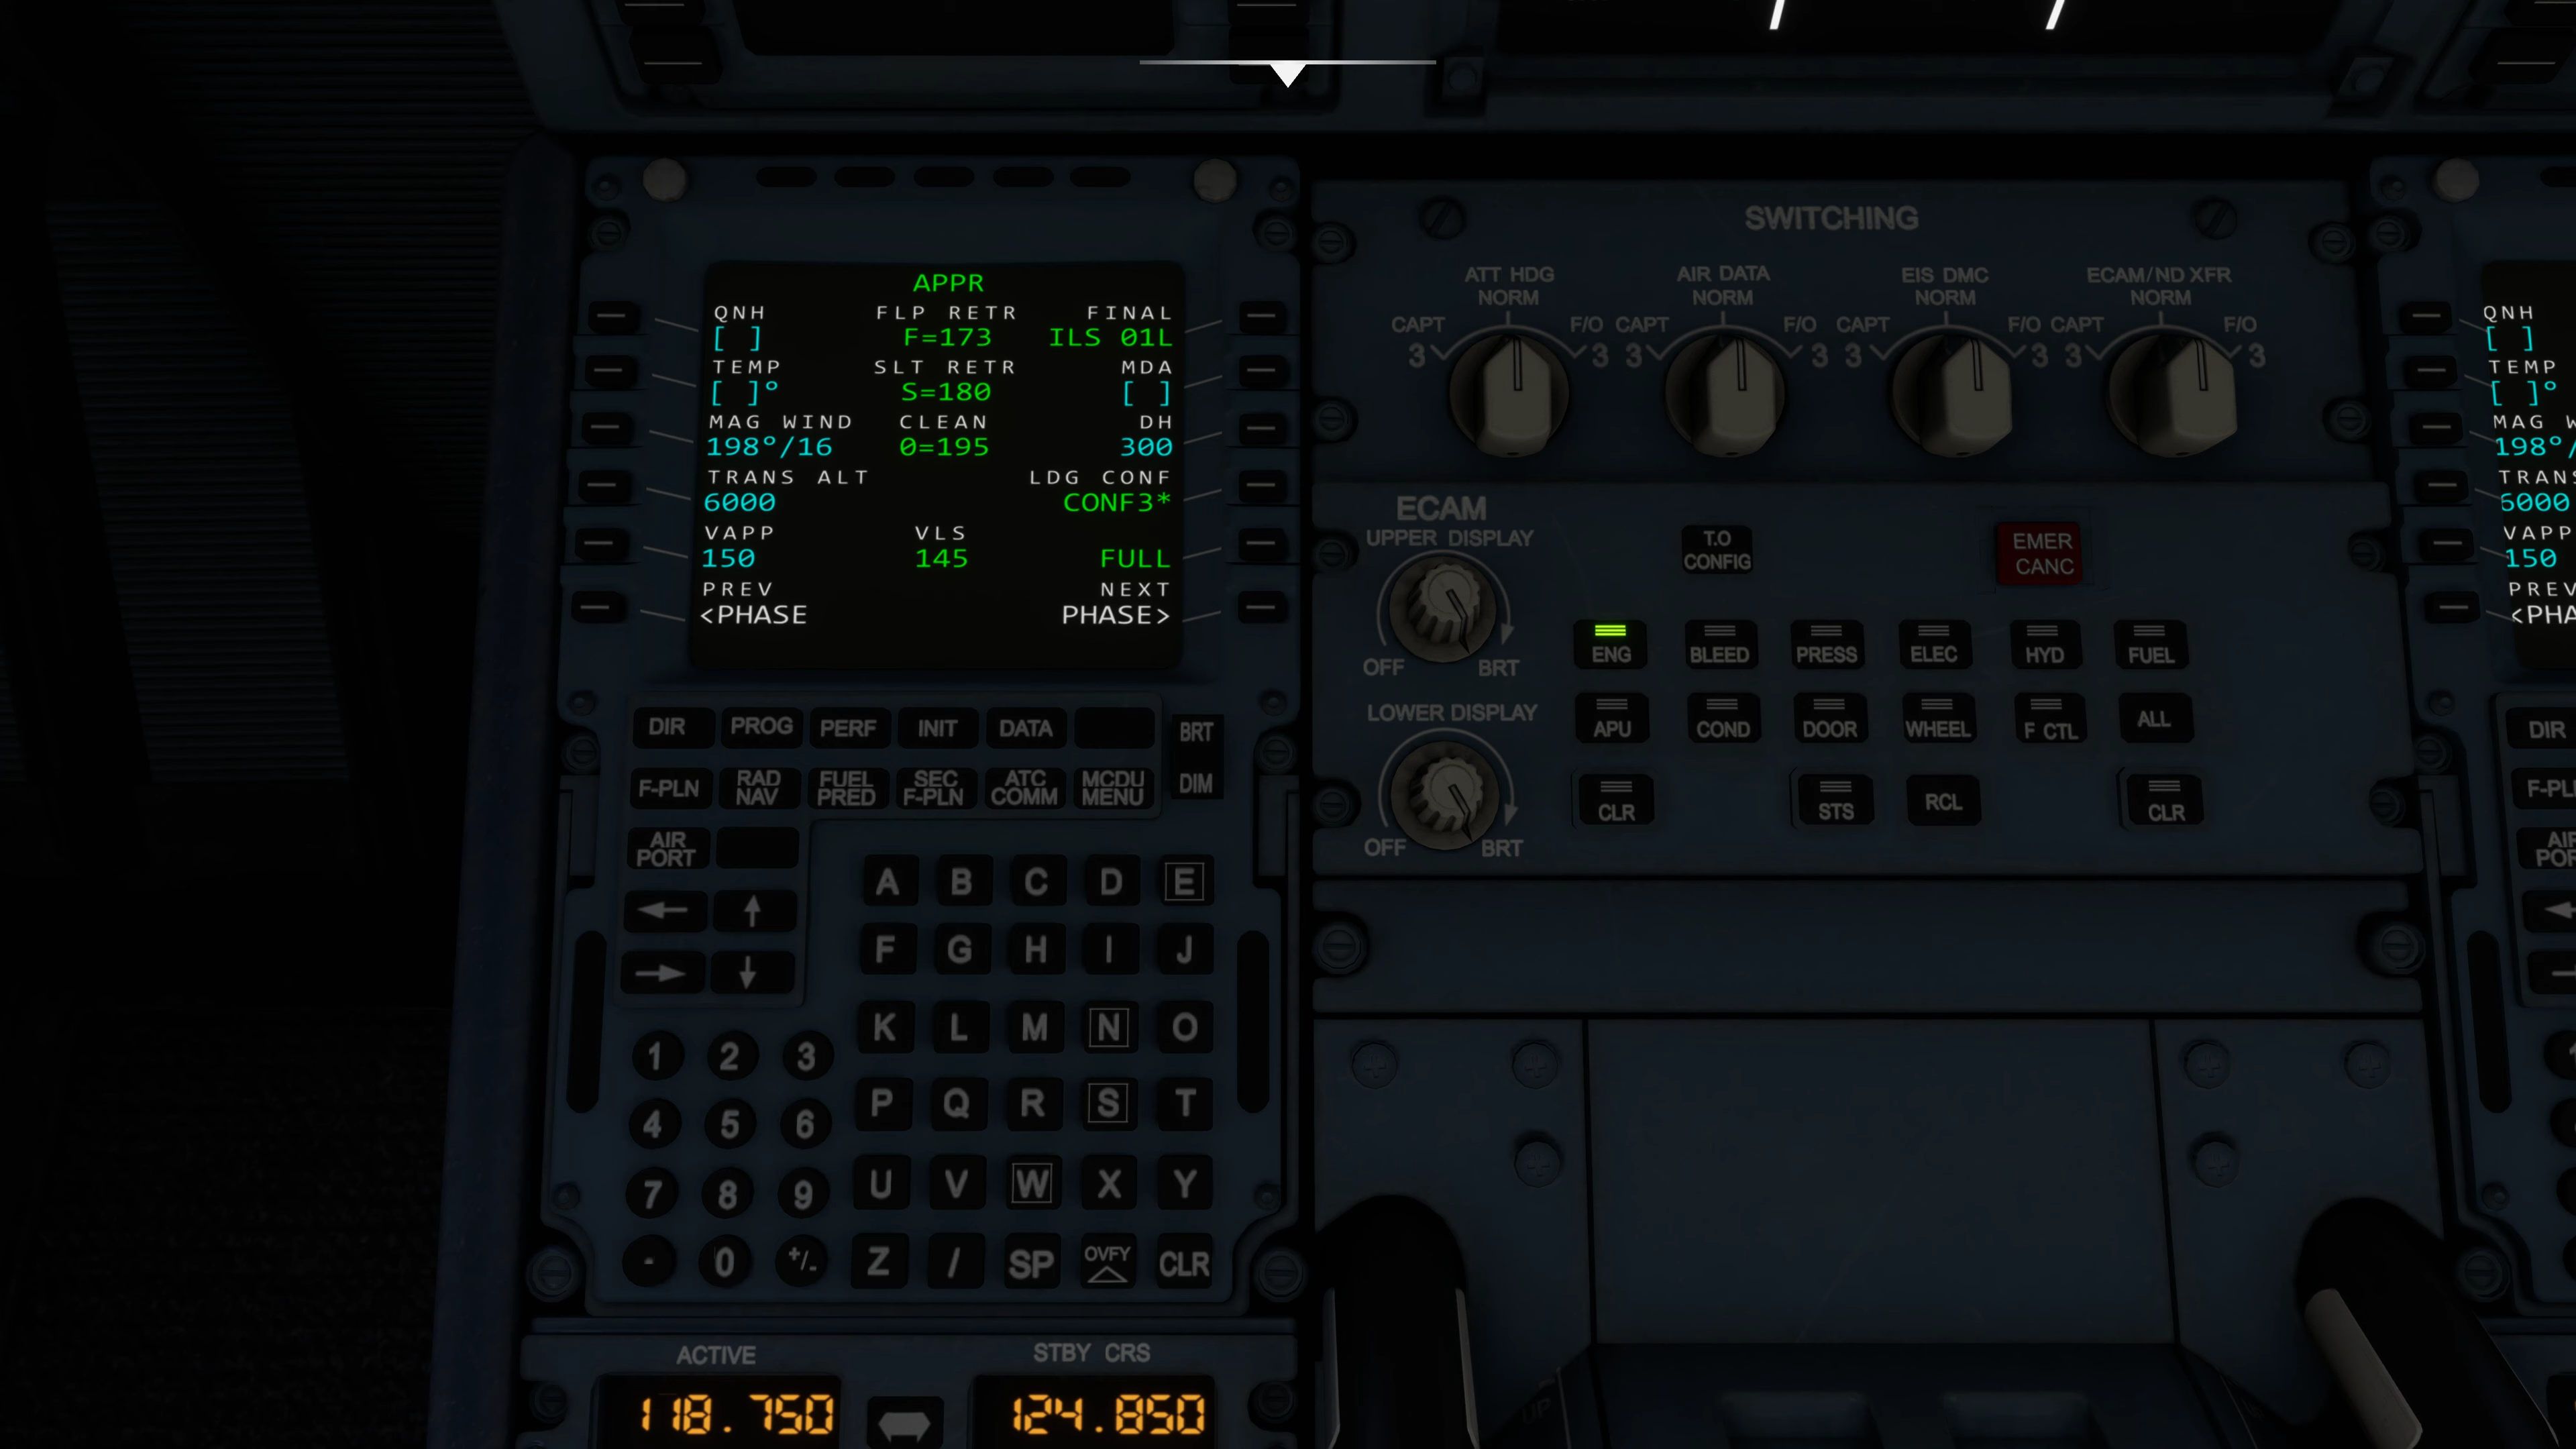 APPR
QNH FLP RETR FINAL
[ ] F=173 ILS 01L
TEMP SLT RETR MDA
[ ]° S=180 [ ]
MAG WIND CLEAN DH
198°/16 0=195 300
TRANS ALT LDG CONF
6000 CONF3*
VAPP VLS
150 145 FULL
PREV NEXT
<PHASE PHASE>
DIR PROG PERF INIT DATA
BRT
F-PLN RAD NAV FUEL PRED SEC F-PLN ATC COMM MCDU MENU
DIM
AIR PORT
A B C D E
F G H I J
K L M N O
1 2 3
P Q R S T
4 5 6
U V W X Y
7 8 9
Z / SP OVFY CLR
. 0 +/-
ACTIVE STBY CRS
118.750 124.850
SWITCHING
ATT HDG AIR DATA EIS DMC ECAM/ND XFR
NORM NORM NORM NORM
CAPT F/O CAPT F/O CAPT F/O CAPT F/O
3 3 3 3 3 3 3 3
ECAM
UPPER DISPLAY
OFF BRT
T.O
CONFIG
EMER
CANC
ENG BLEED PRESS ELEC HYD FUEL
LOWER DISPLAY
OFF BRT
APU COND DOOR WHEEL F CTL ALL
CLR STS RCL CLR
UP
QNH
[ ]
TEMP
[ ]°
MAG W
198°/
TRANS
6000
VAPP
150
PREV
<PHA
DIR
F-PL
AIR
POR